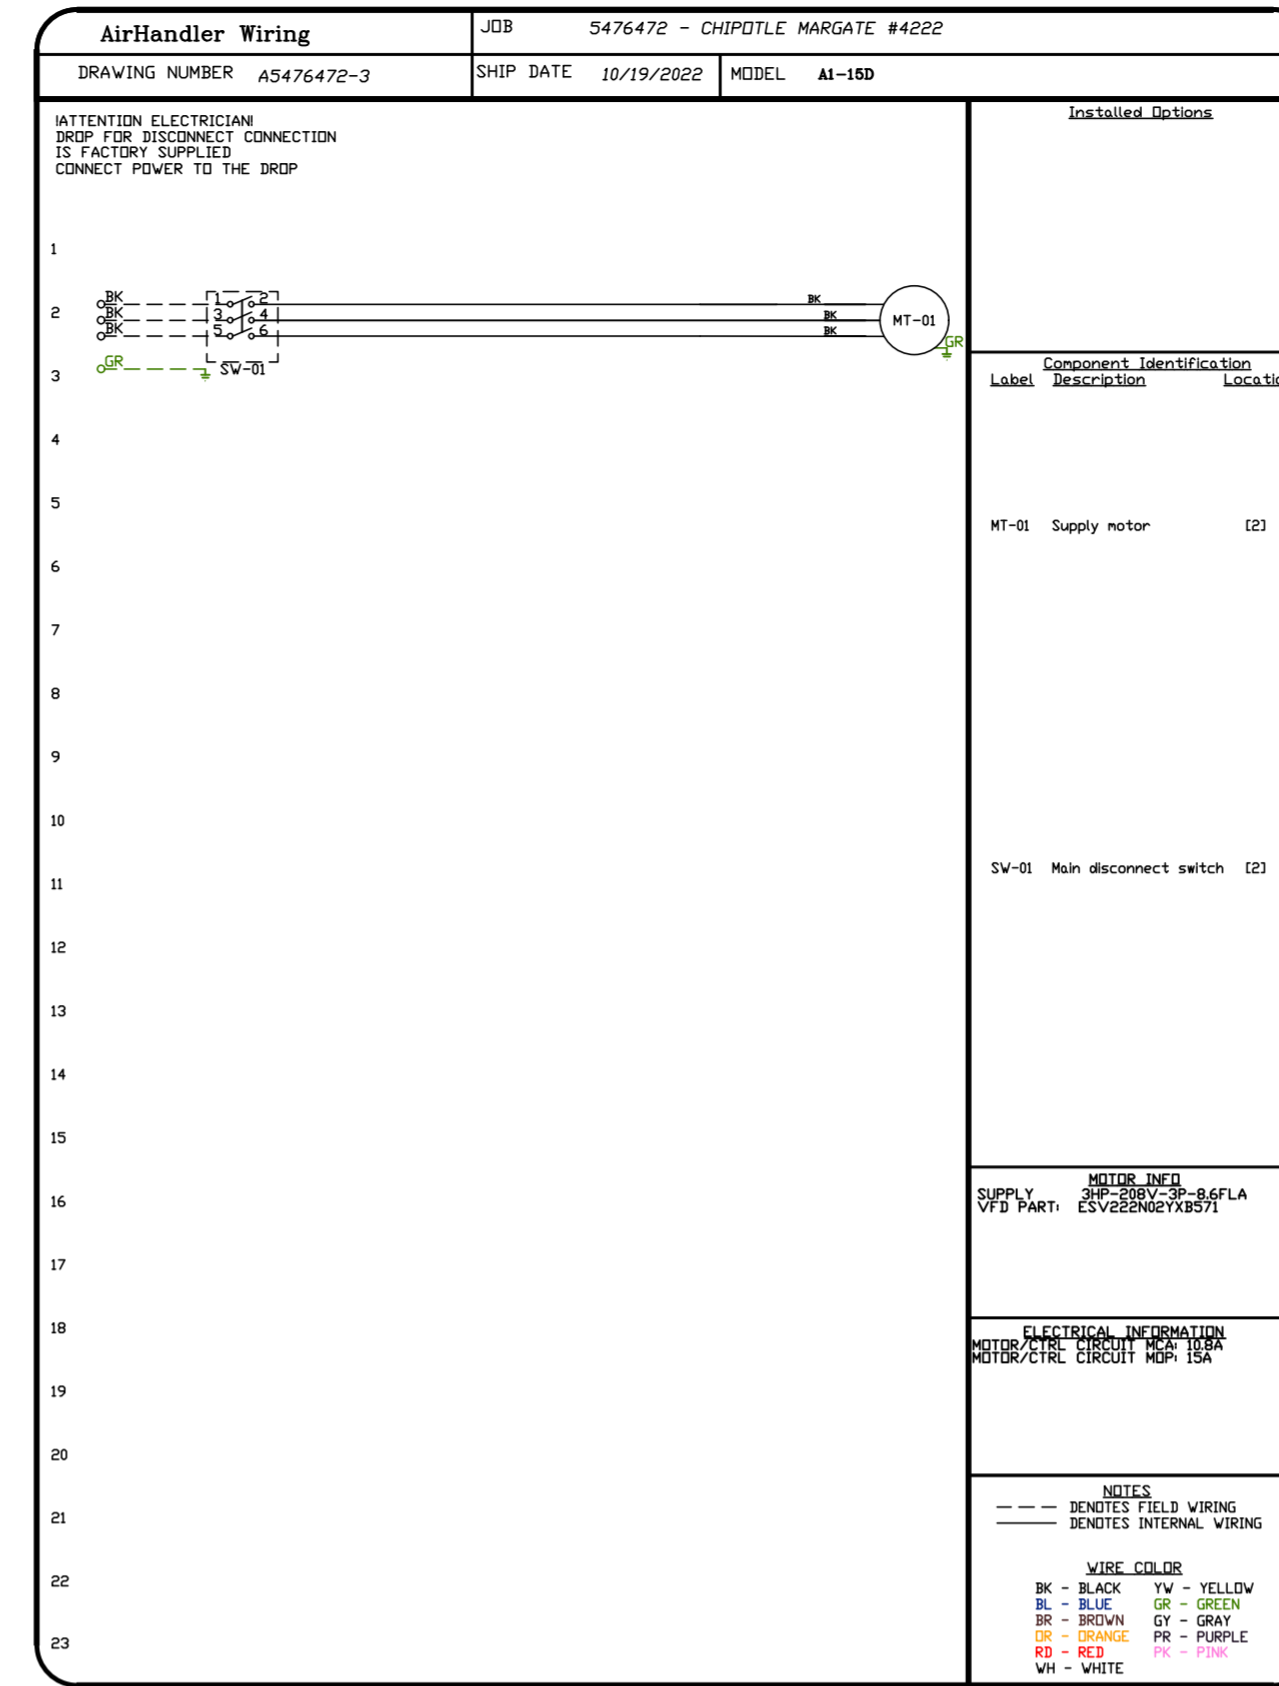 AirHandler Wiring
JOB 5476472 - CHIPOTLE MARGATE #4222
DRAWING NUMBER A5476472-3
SHIP DATE 10/19/2022
MODEL A1-15D
!ATTENTION ELECTRICIAN!
DROP FOR DISCONNECT CONNECTION
IS FACTORY SUPPLIED
CONNECT POWER TO THE DROP
1
2
3
4
5
6
7
8
9
10
11
12
13
14
15
16
17
18
19
20
21
22
23
BK 1 2 BK
BK 3 4 BK
BK 5 6 BK
MT-01
GR
GR
SW-01
Installed Options
Component Identification
Label Description Locatio
MT-01 Supply motor [2]
SW-01 Main disconnect switch [2]
MOTOR INFO
SUPPLY 3HP-208V-3P-8.6FLA
VFD PART: ESV222N02YXB571
ELECTRICAL INFORMATION
MOTOR/CTRL CIRCUIT MCA: 10.8A
MOTOR/CTRL CIRCUIT MOP: 15A
NOTES
DENOTES FIELD WIRING
DENOTES INTERNAL WIRING
WIRE COLOR
BK - BLACK YW - YELLOW
BL - BLUE GR - GREEN
BR - BROWN GY - GRAY
OR - ORANGE PR - PURPLE
RD - RED PK - PINK
WH - WHITE